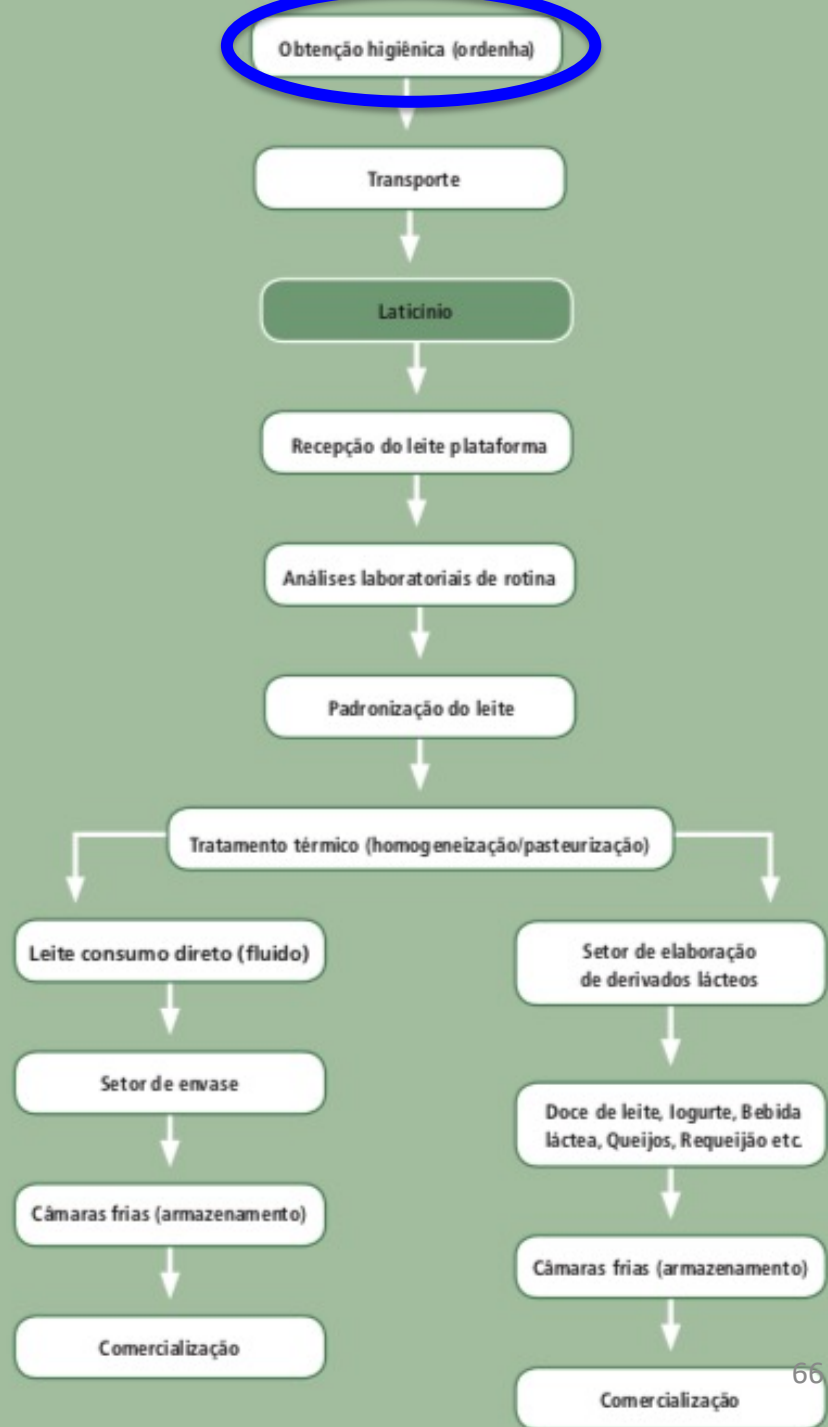 Obtenção higiênica (ordenha)
Transporte
Laticínio
Recepção do leite plataforma
Análises laboratoriais de rotina
Padronização do leite
Tratamento térmico (homogeneização/pasteurização)
Leite consumo direto (fluido)
Setor de envase
Câmaras frias (armazenamento)
Comercialização
Setor de elaboração
de derivados lácteos
Doce de leite, Iogurte, Bebida
láctea, Queijos, Requeijão etc.
Câmaras frias (armazenamento)
Comercialização
66